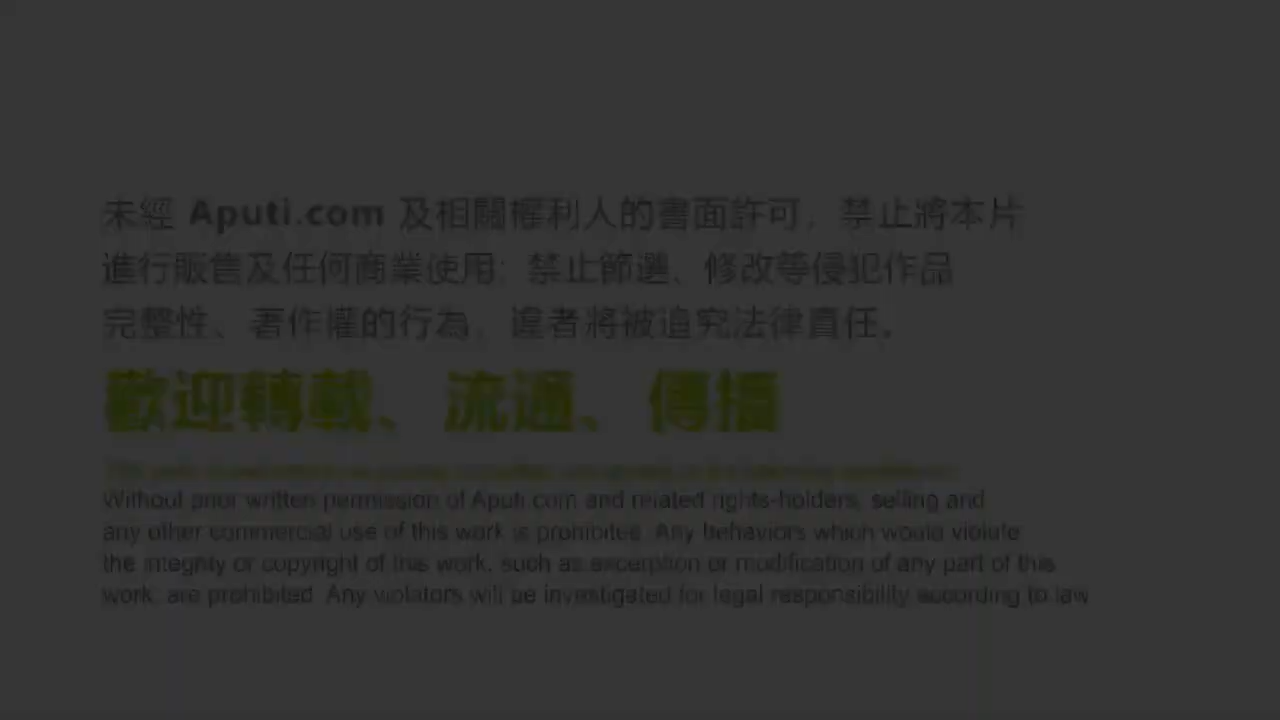 未經 Aputi.com 及相關權利人的書面許可，禁止將本片
進行販售及任何商業使用；禁止節選、修改等侵犯作品
完整性、著作權的行為，違者將被追究法律責任。
歡迎轉載、流通、傳播
Without prior written permission of Aputi.com and related rights-holders, selling and
any other commercial use of this work is prohibited. Any behaviors which would violate
the integrity or copyright of this work, such as excerption or modification of any part of this
work, are prohibited. Any violators will be investigated for legal responsibility according to law